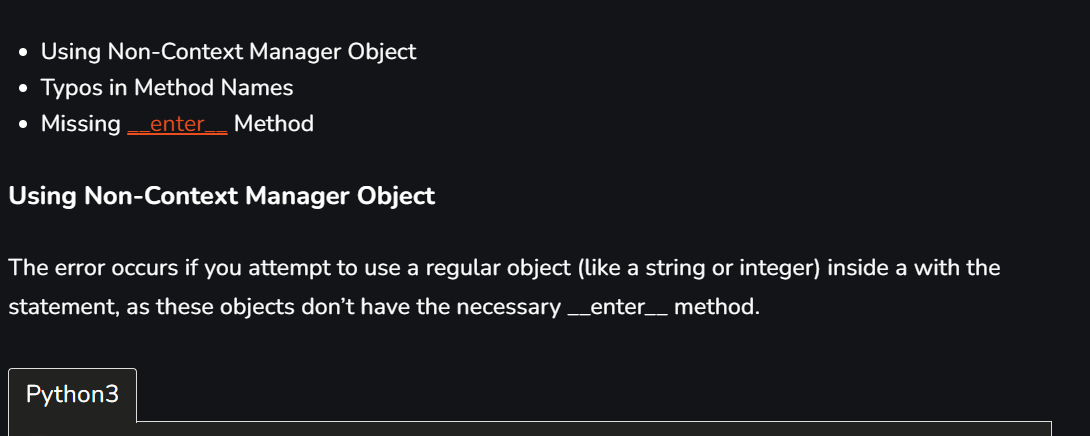 Using Non-Context Manager Object
Typos in Method Names
Missing __enter__ Method
Using Non-Context Manager Object
The error occurs if you attempt to use a regular object (like a string or integer) inside a with the
statement, as these objects don’t have the necessary __enter__ method.
Python3